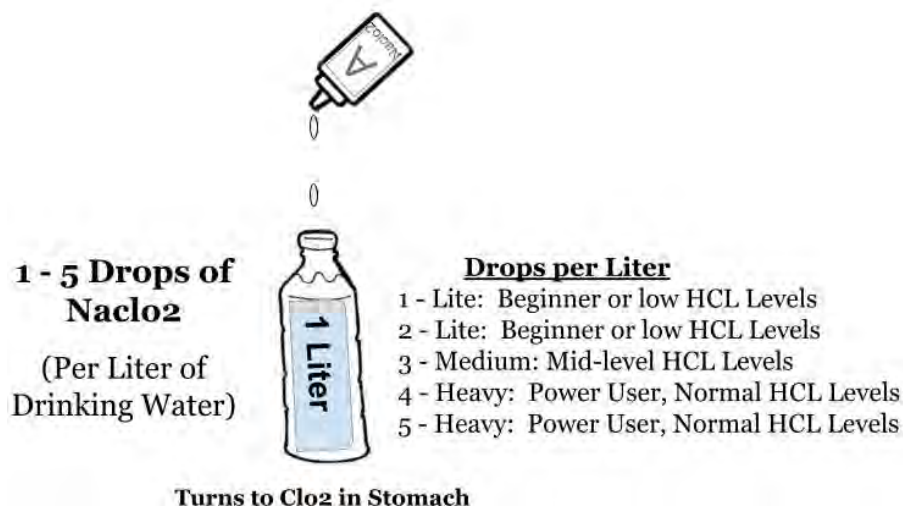 A
Naclo2
1 - 5 Drops of
Naclo2
(Per Liter of
Drinking Water)
1 Liter
Drops per Liter
1 - Lite: Beginner or low HCL Levels
2 - Lite: Beginner or low HCL Levels
3 - Medium: Mid-level HCL Levels
4 - Heavy: Power User, Normal HCL Levels
5 - Heavy: Power User, Normal HCL Levels
Turns to Clo2 in Stomach